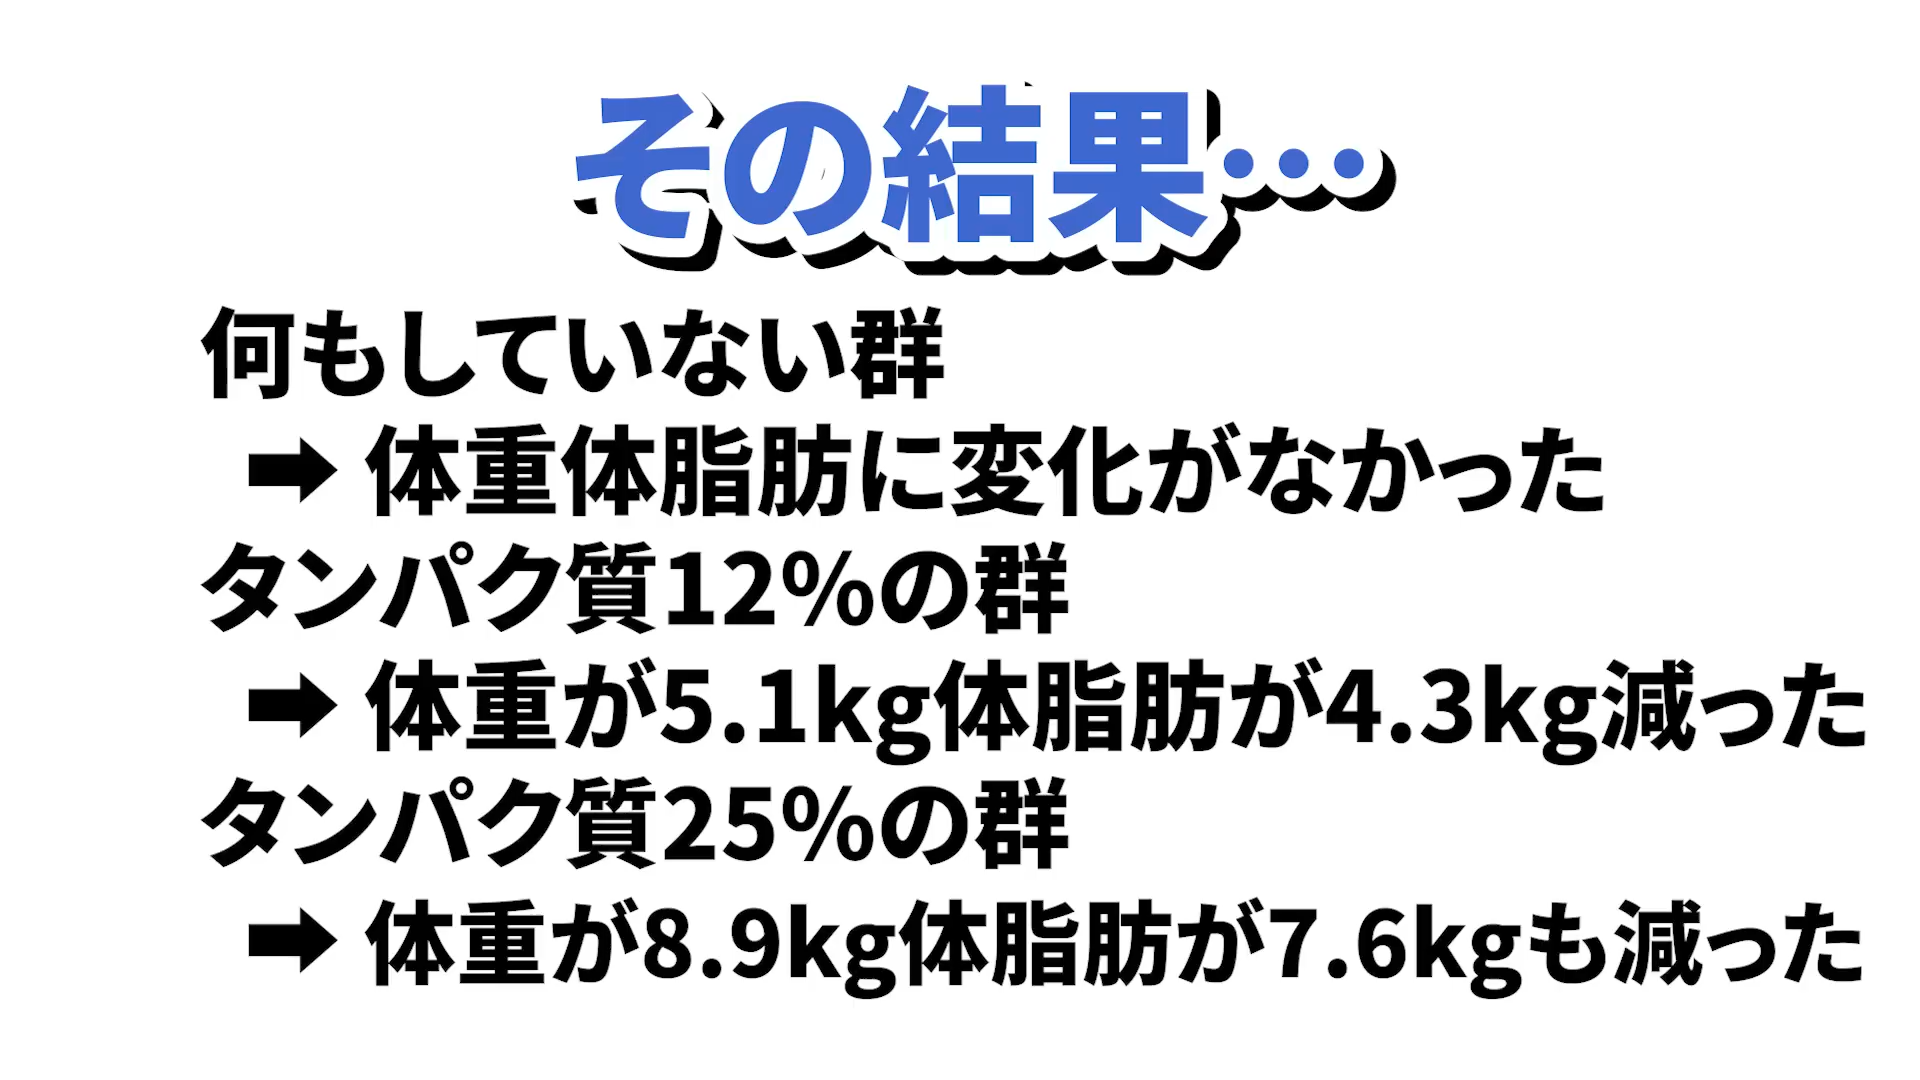 その結果…
何もしていない群
➡ 体重体脂肪に変化がなかった
タンパク質12%の群
➡ 体重が5.1kg体脂肪が4.3kg減った
タンパク質25%の群
➡ 体重が8.9kg体脂肪が7.6kgも減った